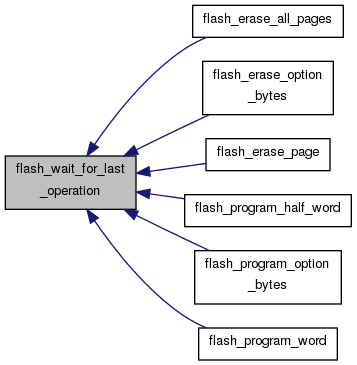 flash_erase_all_pages
flash_erase_option
_bytes
flash_erase_page
flash_wait_for_last
_operation
flash_program_half_word
flash_program_option
_bytes
flash_program_word